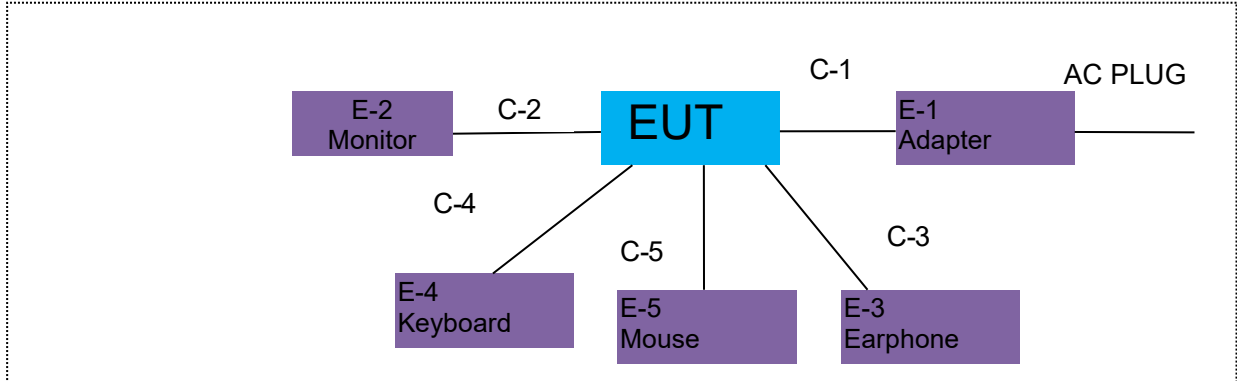 C-1
AC PLUG
E-2
Monitor
C-2
EUT
E-1
Adapter
C-4
C-5
C-3
E-4
Keyboard
E-5
Mouse
E-3
Earphone